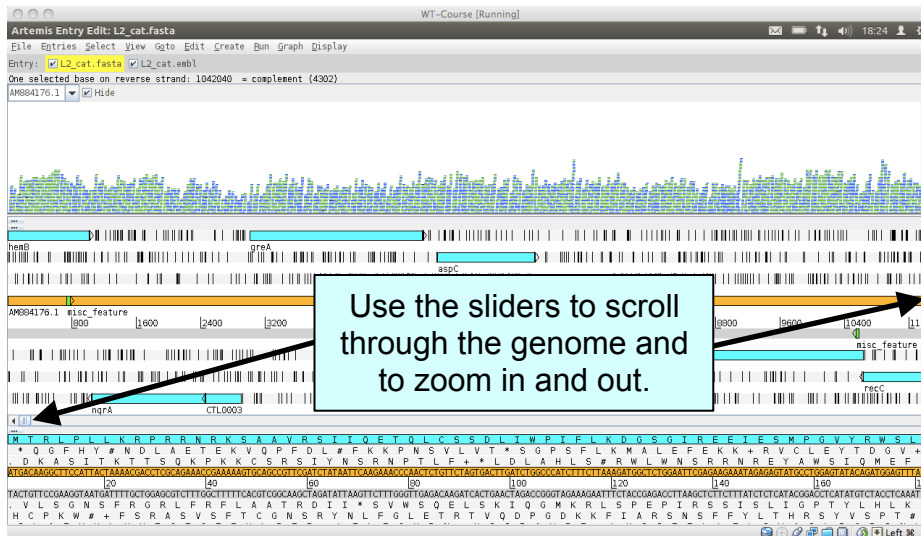 WT-Course [Running]
Artemis Entry Edit: L2_cat.fasta 18:24
File Entries Select View Goto Edit Create Run Graph Display
Entry: L2_cat.fasta L2_cat.embl
One selected base on reverse strand: 1042040 = complement (4302)
AM884176.1 Hide
hemB greA
aspC
AM884176.1 misc_feature
800 1600 2400 3200 8800 9600 10400 11
misc_feature
recC
nqrA CTL0003
Use the sliders to scroll
through the genome and
to zoom in and out.
M T R L P L L K R P R R N R K S A A V R S I I Q E T Q L C S S D L I W P I F L K D G S G I R E E I E S M P G V Y R W S L
* Q G F H Y # N D L A E T E K V Q P F D L # F K K P N S V L V T * S G P S F L K M A L E F E K K + R V C L E Y T D G V +
. D K A S I T K T T S Q K P K K C S R S I Y N S R N P T L F + * L D L A H L S # R W L W N S R R N R E Y A W S I Q M E F
20 40 60 80 100 120 140 160
. V L S G N S F R G R L F R F L A A T R D I I * S V W S Q E L S K I Q G M K R L S P E P I R S S I S L I G P T Y L H L K
H C P K W # + F S R A S V S F T C G N S R Y N L F G L E T R T V Q D P G D K K F I A R S N S F F Y L T H R S Y V S P T #
Left ⌘